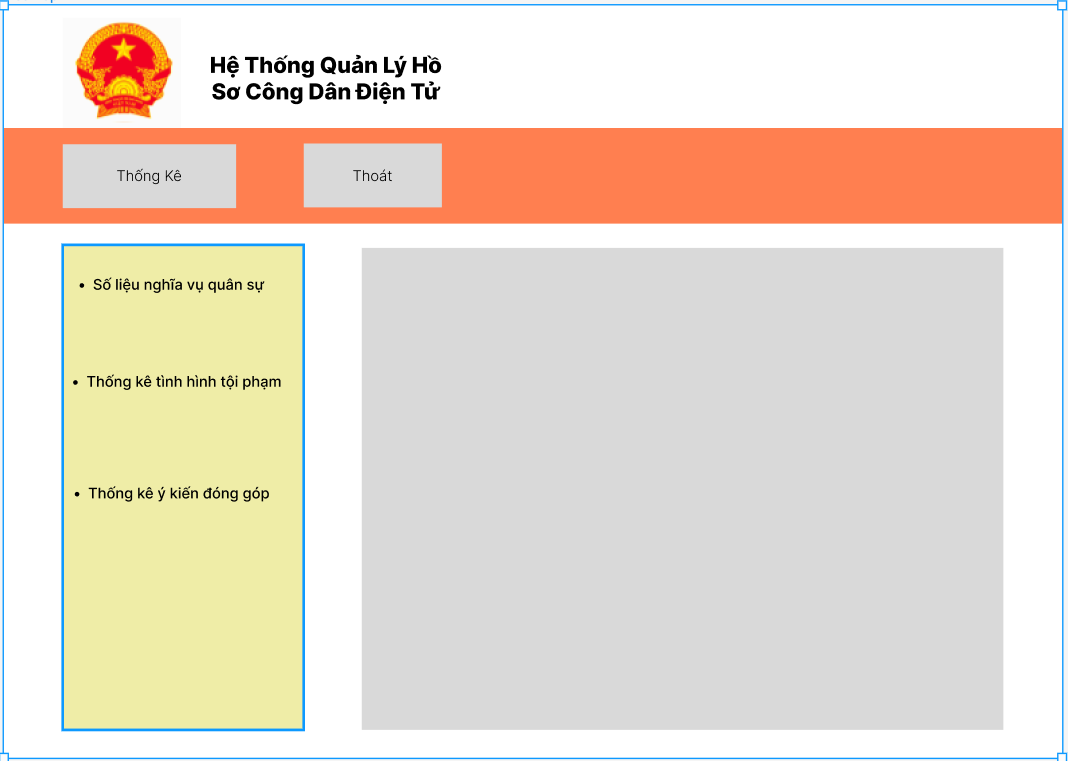 Hệ Thống Quản Lý Hồ
Sơ Công Dân Điện Tử
Thống Kê
Thoát
• Số liệu nghĩa vụ quân sự
• Thống kê tình hình tội phạm
• Thống kê ý kiến đóng góp